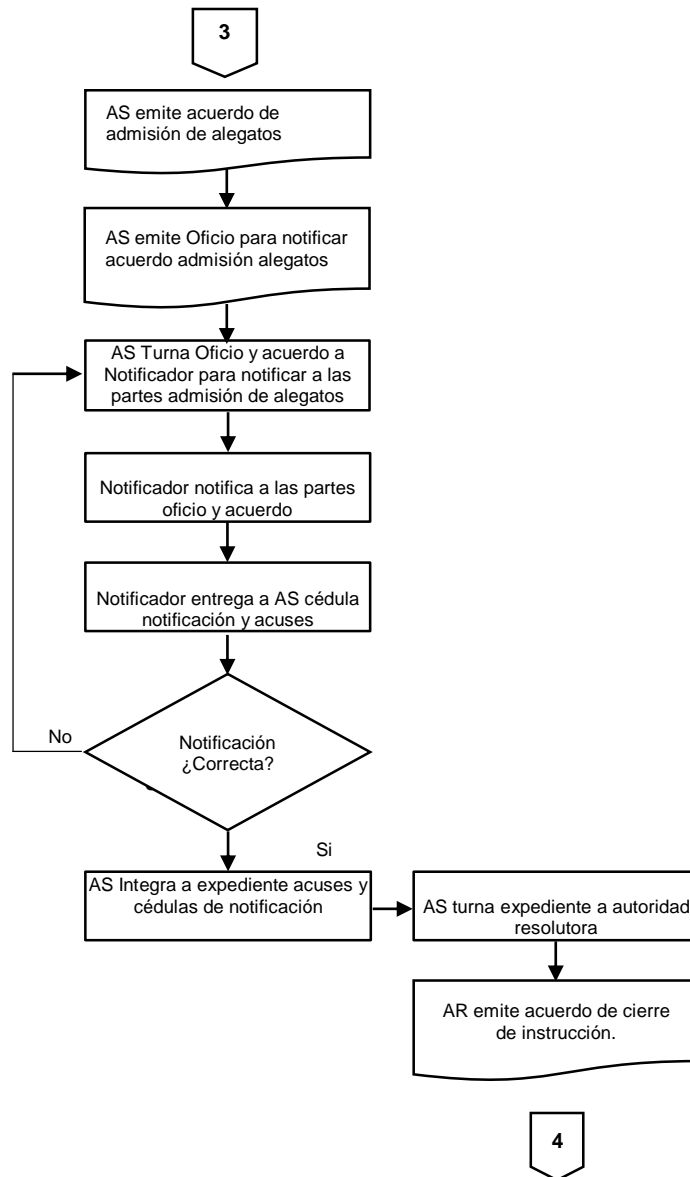 3
AS emite acuerdo de
admisión de alegatos
AS emite Oficio para notificar
acuerdo admisión alegatos
AS Turna Oficio y acuerdo a
Notificador para notificar a las
partes admisión de alegatos
Notificador notifica a las partes
oficio y acuerdo
Notificador entrega a AS cédula
notificación y acuses
No
Notificación
¿Correcta?
Si
AS Integra a expediente acuses y
cédulas de notificación
AS turna expediente a autoridad
resolutora
AR emite acuerdo de cierre
de instrucción.
4